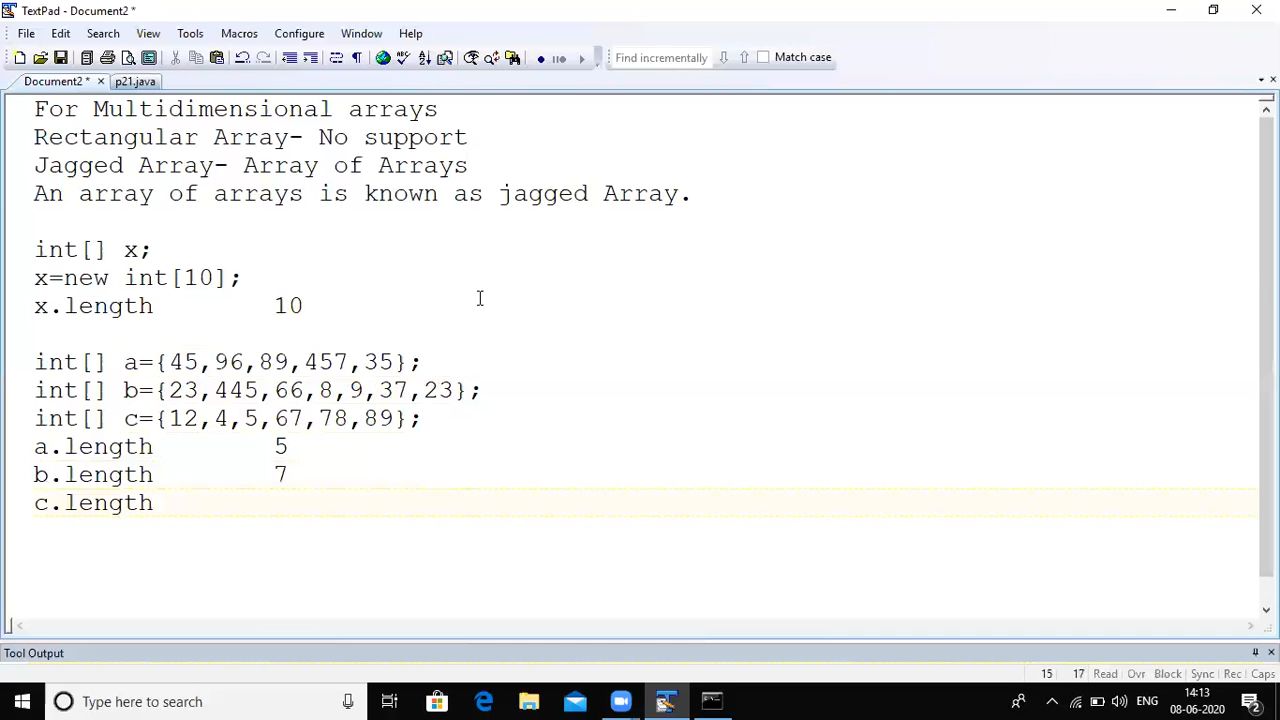 TextPad - Document2 *
File Edit Search View Tools Macros Configure Window Help
Find incrementally Match case
Document2 * × p21.java
For Multidimensional arrays
Rectangular Array- No support
Jagged Array- Array of Arrays
An array of arrays is known as jagged Array.
int[] x;
x=new int[10];
x.length 10
int[] a={45,96,89,457,35};
int[] b={23,445,66,8,9,37,23};
int[] c={12,4,5,67,78,89};
a.length 5
b.length 7
c.length
Tool Output
15 17 Read Ovr Block Sync Rec Caps
Type here to search
ENG
14:13
08-06-2020
2